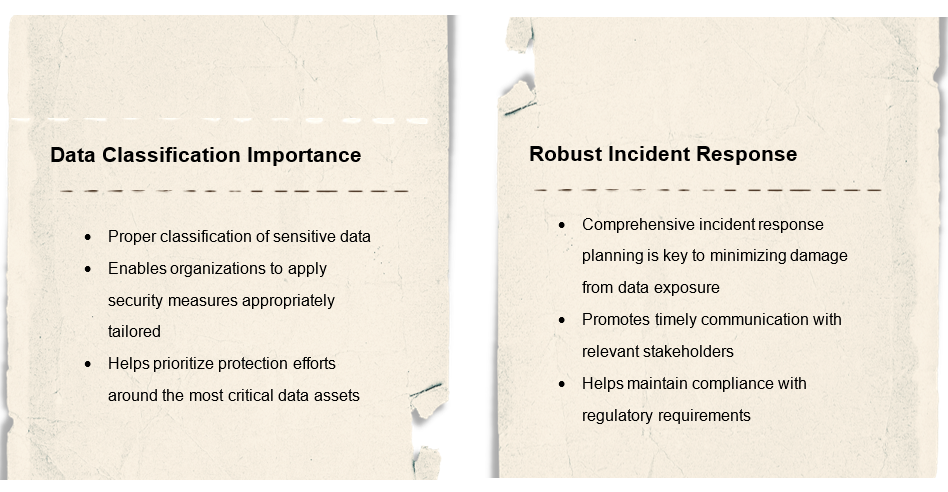 Data Classification Importance
• Proper classification of sensitive data
• Enables organizations to apply
security measures appropriately
tailored
• Helps prioritize protection efforts
around the most critical data assets
Robust Incident Response
• Comprehensive incident response
planning is key to minimizing damage
from data exposure
• Promotes timely communication with
relevant stakeholders
• Helps maintain compliance with
regulatory requirements